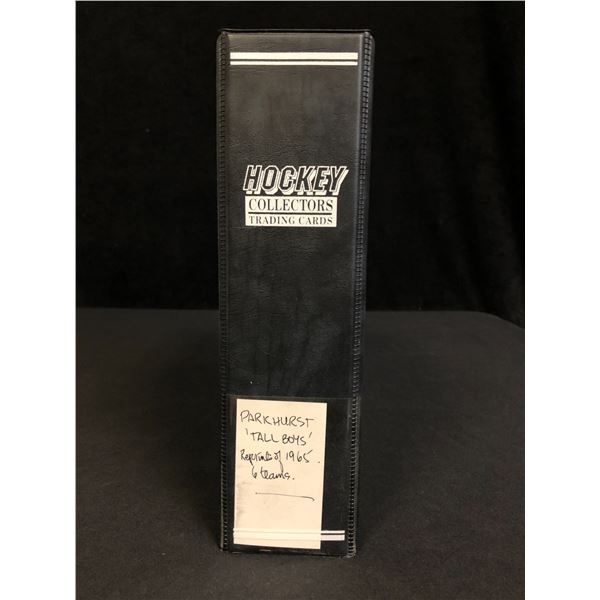 HOCKEY
COLLECTORS
TRADING CARDS
PARKHURST
'TALL BOYS'
Reprints of 1965.
6 teams.